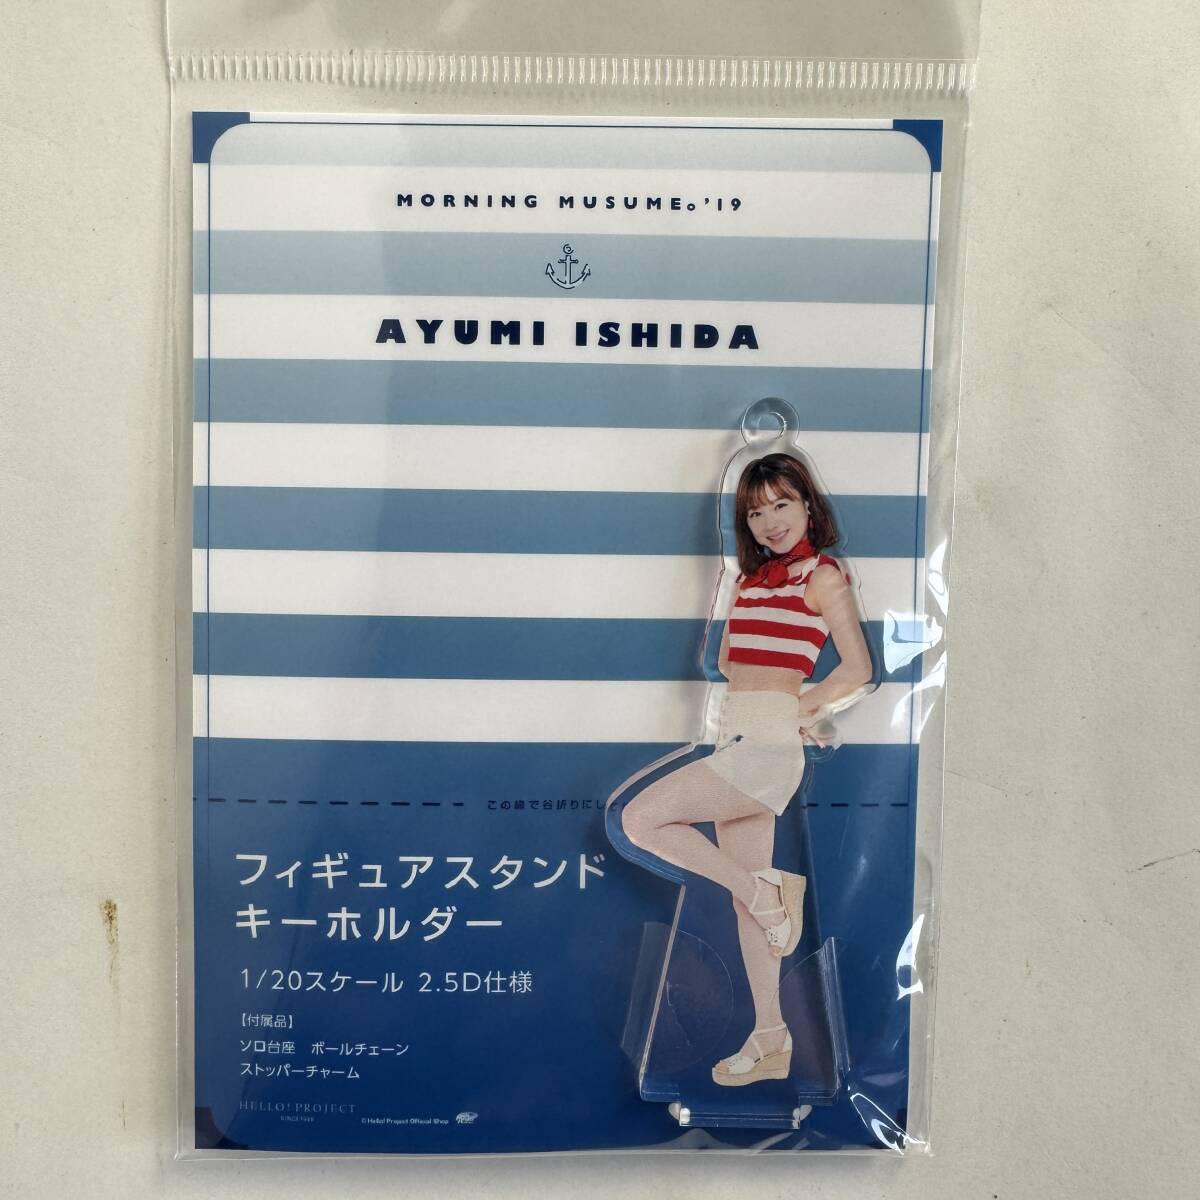 MORNING MUSUME。'19
AYUMI ISHIDA
この線で谷折りにし
フィギュアスタンド
キーホルダー
1/20スケール 2.5D仕様
【付属品】
ソロ台座 ボールチェーン
ストッパーチャーム
HELLO! PROJECT
SINCE 1998
© Hello! Project Official Shop